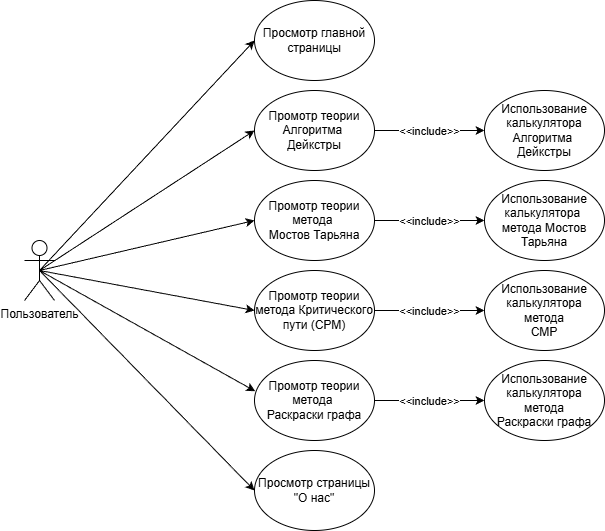 Просмотр главной
страницы
Промотр теории
Алгоритма
Дейкстры
<<include>>
Использование
калькулятора
Алгоритма
Дейкстры
Промотр теории
метода
Мостов Тарьяна
<<include>>
Использование
калькулятора
метода Мостов
Тарьяна
Пользователь
Промотр теории
метода Критического
пути (CPM)
<<include>>
Использование
калькулятора
метода
СМР
Промотр теории
метода
Раскраски графа
<<include>>
Использование
калькулятора
метода
Раскраски графа
Просмотр страницы
"О нас"